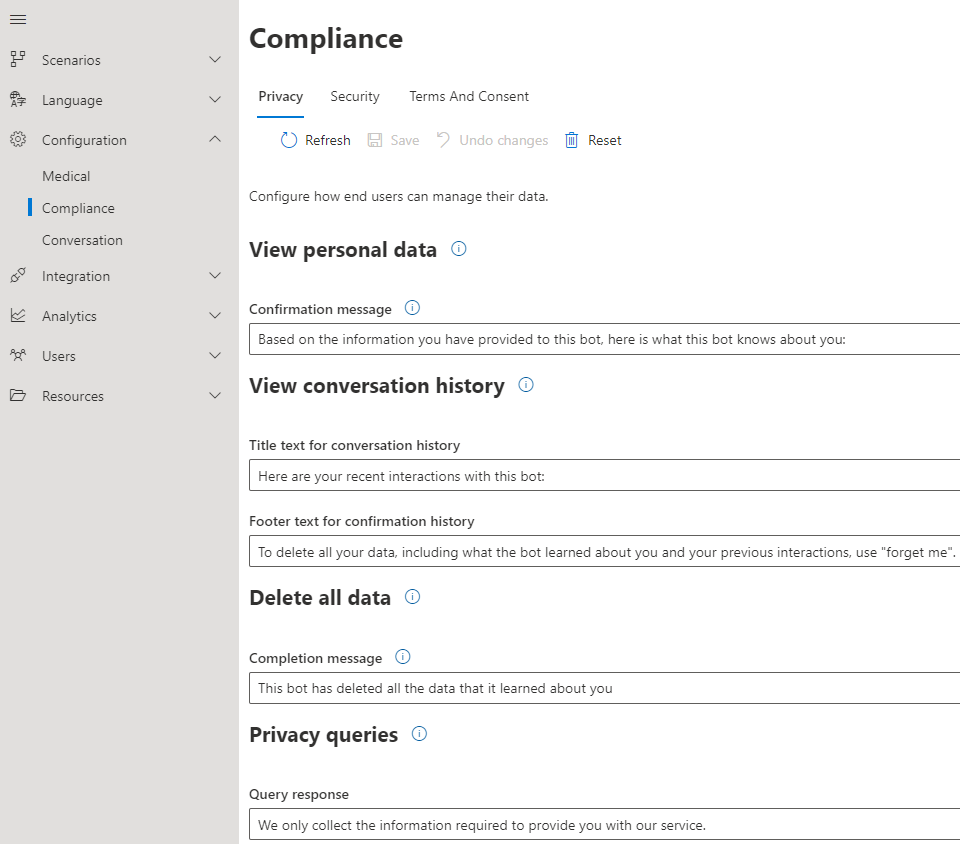 Compliance
Scenarios
Language
Configuration
Medical
Compliance
Conversation
Integration
Analytics
Users
Resources
Privacy Security Terms And Consent
Refresh Save Undo changes Reset
Configure how end users can manage their data.
View personal data
Confirmation message
Based on the information you have provided to this bot, here is what this bot knows about you:
View conversation history
Title text for conversation history
Here are your recent interactions with this bot:
Footer text for confirmation history
To delete all your data, including what the bot learned about you and your previous interactions, use "forget me".
Delete all data
Completion message
This bot has deleted all the data that it learned about you
Privacy queries
Query response
We only collect the information required to provide you with our service.